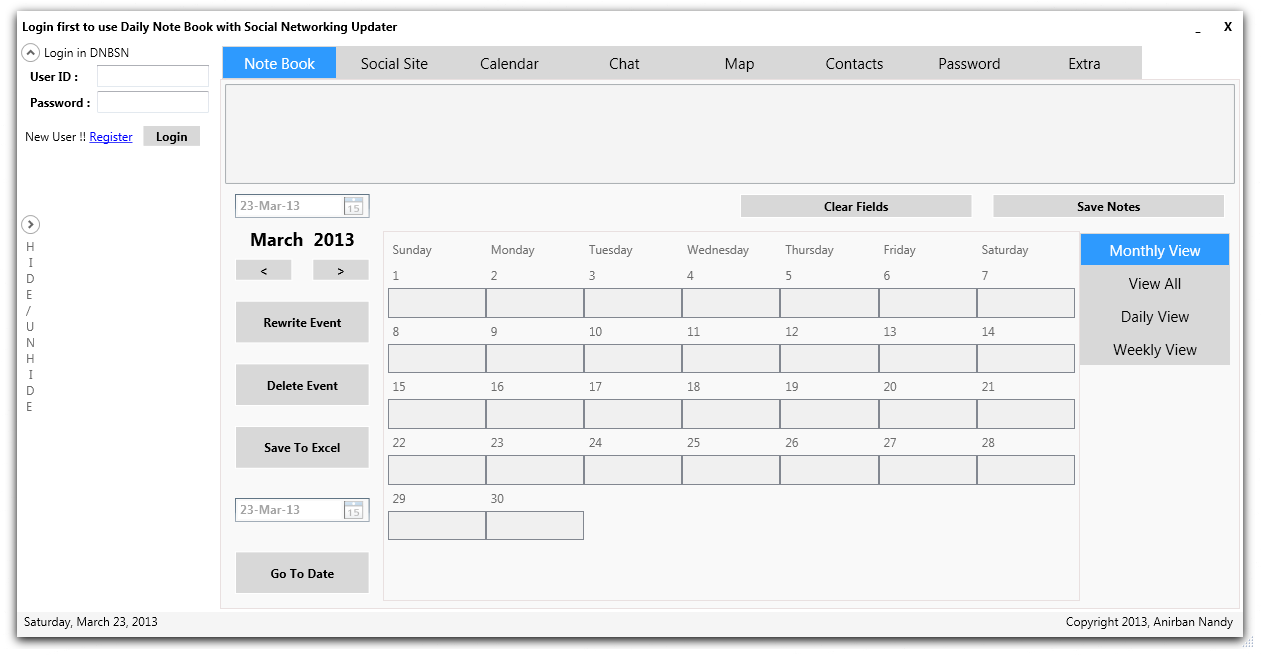 Login first to use Daily Note Book with Social Networking Updater _ X
Login in DNBSN
User ID :
Password :
New User !! Register Login
H
I
D
E
/
U
N
H
I
D
E
Note Book Social Site Calendar Chat Map Contacts Password Extra
23-Mar-13 15 Clear Fields Save Notes
March 2013
< >
Rewrite Event
Delete Event
Save To Excel
23-Mar-13 15
Go To Date
Sunday Monday Tuesday Wednesday Thursday Friday Saturday
1 2 3 4 5 6 7
8 9 10 11 12 13 14
15 16 17 18 19 20 21
22 23 24 25 26 27 28
29 30
Monthly View
View All
Daily View
Weekly View
Saturday, March 23, 2013 Copyright 2013, Anirban Nandy